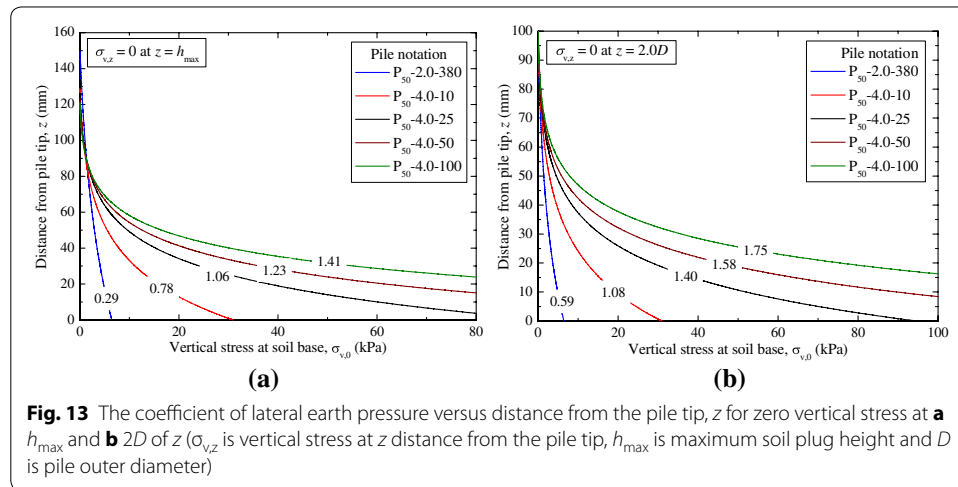 σv,z = 0 at z = hmax
Pile notation
P50-2.0-380
P50-4.0-10
P50-4.0-25
P50-4.0-50
P50-4.0-100
160
140
120
100
80
60
40
20
0
Distance from pile tip, z (mm)
0.29
0.78
1.06
1.23
1.41
0 20 40 60 80
Vertical stress at soil base, σv,0 (kPa)
(a)
σv,z = 0 at z = 2.0D
Pile notation
P50-2.0-380
P50-4.0-10
P50-4.0-25
P50-4.0-50
P50-4.0-100
100
90
80
70
60
50
40
30
20
10
0
Distance from pile tip, z (mm)
0.59
1.08
1.40
1.58
1.75
0 20 40 60 80 100
Vertical stress at soil base, σv,0 (kPa)
(b)
Fig. 13 The coefficient of lateral earth pressure versus distance from the pile tip, z for zero vertical stress at a
hmax and b 2D of z (σv,z is vertical stress at z distance from the pile tip, hmax is maximum soil plug height and D
is pile outer diameter)